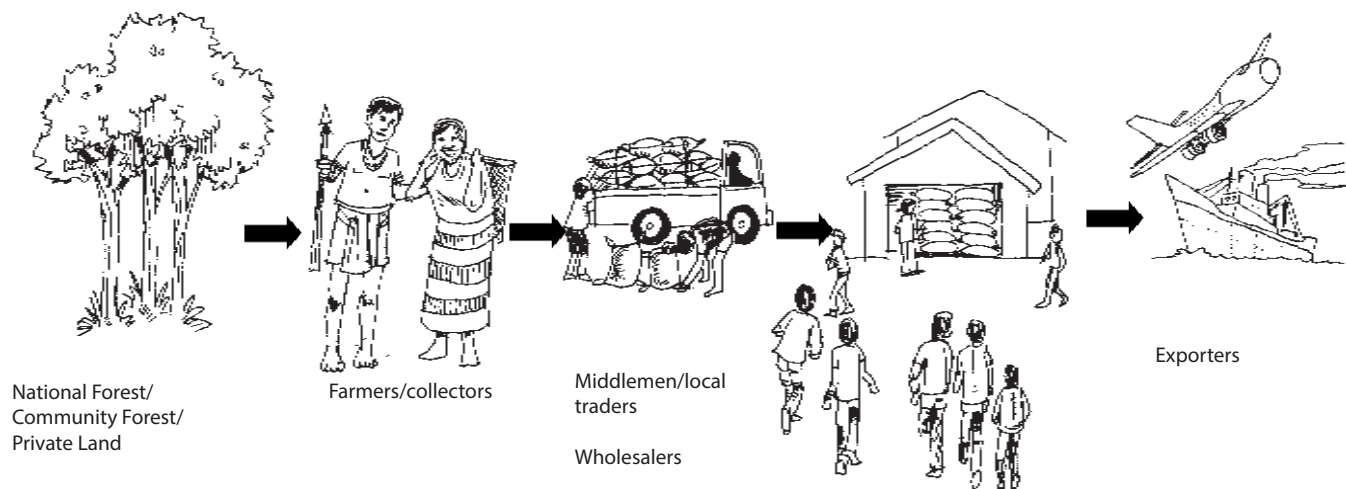 National Forest/
Community Forest/
Private Land
Farmers/collectors
Middlemen/local
traders
Wholesalers
Exporters